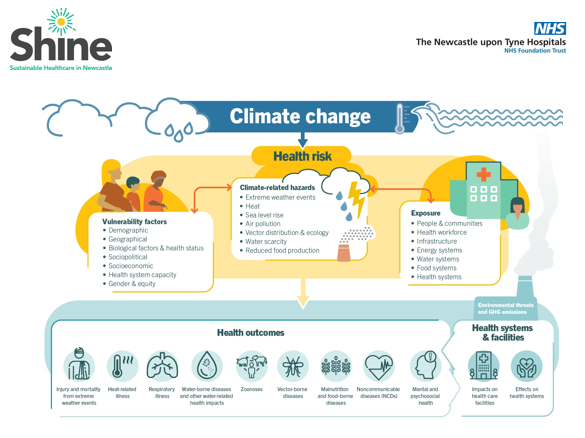 Shine
Sustainable Healthcare in Newcastle
NHS
The Newcastle upon Tyne Hospitals
NHS Foundation Trust
Climate change
Health risk
Vulnerability factors
• Demographic
• Geographical
• Biological factors & health status
• Sociopolitical
• Socioeconomic
• Health system capacity
• Gender & equity
Climate-related hazards
• Extreme weather events
• Heat
• Sea level rise
• Air pollution
• Vector distribution & ecology
• Water scarcity
• Reduced food production
Exposure
• People & communities
• Health workforce
• Infrastructure
• Energy systems
• Water systems
• Food systems
• Health systems
Environmental threats
and GHG emissions
Health outcomes
Injury and mortality
from extreme
weather events
Heat-related
illness
Respiratory
illness
Water-borne diseases
and other water-related
health impacts
Zoonoses
Vector-borne
diseases
Malnutrition
and food-borne
diseases
Noncommunicable
diseases (NCDs)
Mental and
psychosocial
health
Health systems
& facilities
Impacts on
health care
facilities
Effects on
health systems